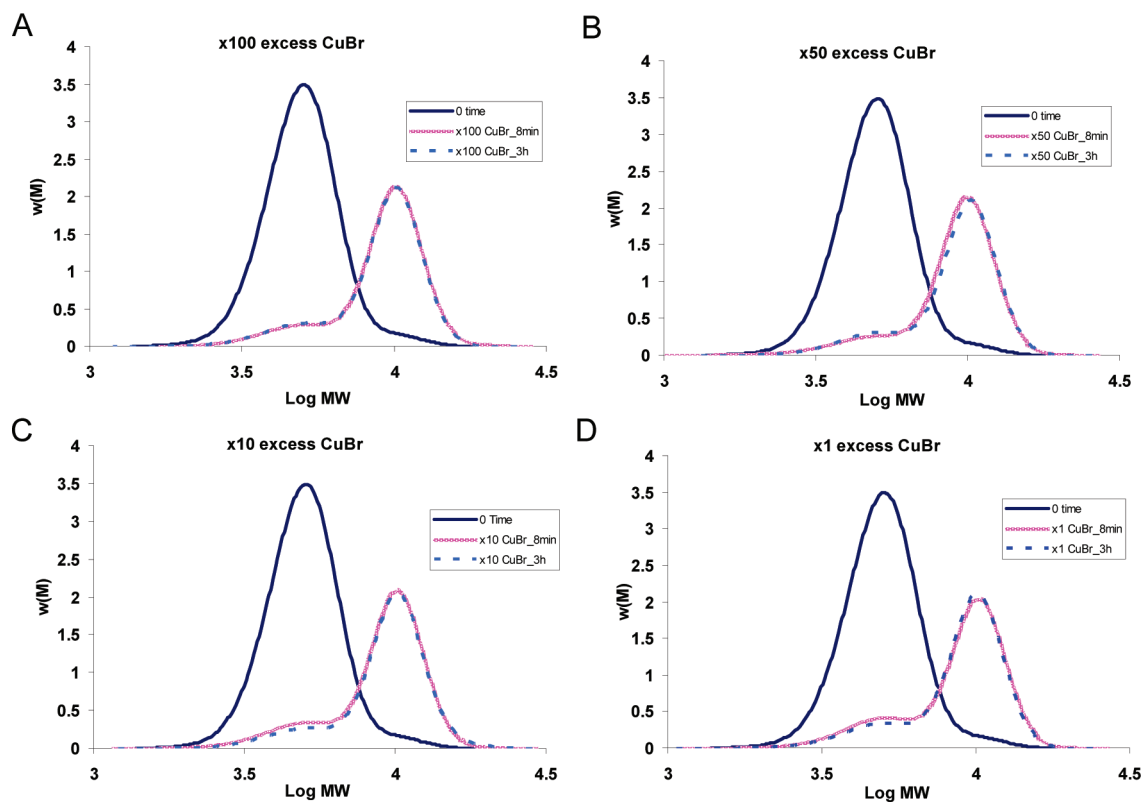 A
x100 excess CuBr
4
3.5
3
2.5
2
1.5
1
0.5
0
w(M)
0 time
x100 CuBr_8min
x100 CuBr_3h
3
3.5
4
4.5
Log MW
B
x50 excess CuBr
4
3.5
3
2.5
2
1.5
1
0.5
0
w(M)
0 time
x50 CuBr_8min
x50 CuBr_3h
3
3.5
4
4.5
Log MW
C
x10 excess CuBr
4
3.5
3
2.5
2
1.5
1
0.5
0
w(M)
0 Time
x10 CuBr_8min
x10 CuBr_3h
3
3.5
4
4.5
Log MW
D
x1 excess CuBr
4
3.5
3
2.5
2
1.5
1
0.5
0
w(M)
0 time
x1 CuBr_8min
x1 CuBr_3h
3
3.5
4
4.5
Log MW